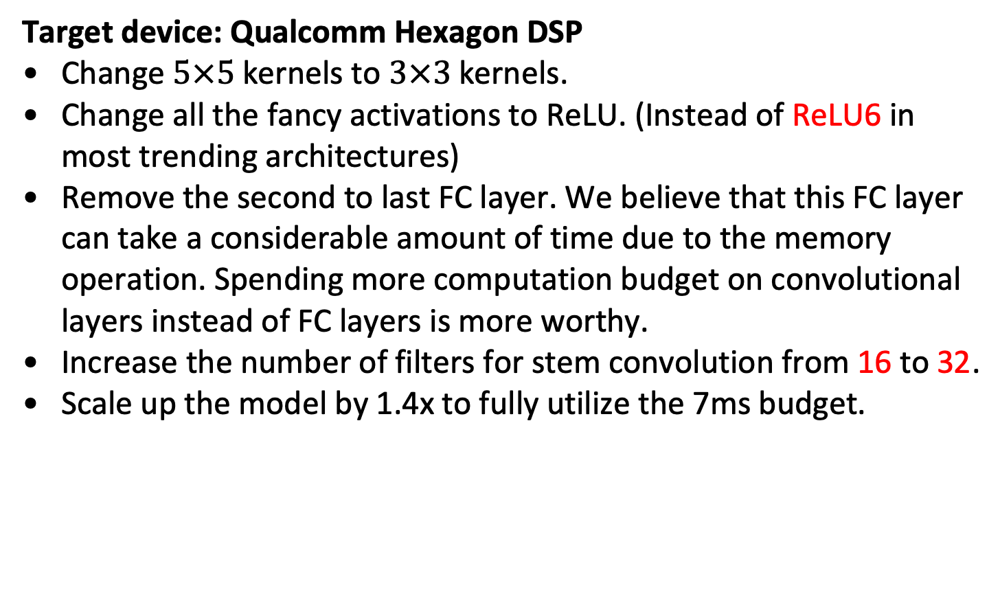 Target device: Qualcomm Hexagon DSP
• Change 5×5 kernels to 3×3 kernels.
• Change all the fancy activations to ReLU. (Instead of ReLU6 in
most trending architectures)
• Remove the second to last FC layer. We believe that this FC layer
can take a considerable amount of time due to the memory
operation. Spending more computation budget on convolutional
layers instead of FC layers is more worthy.
• Increase the number of filters for stem convolution from 16 to 32.
• Scale up the model by 1.4x to fully utilize the 7ms budget.